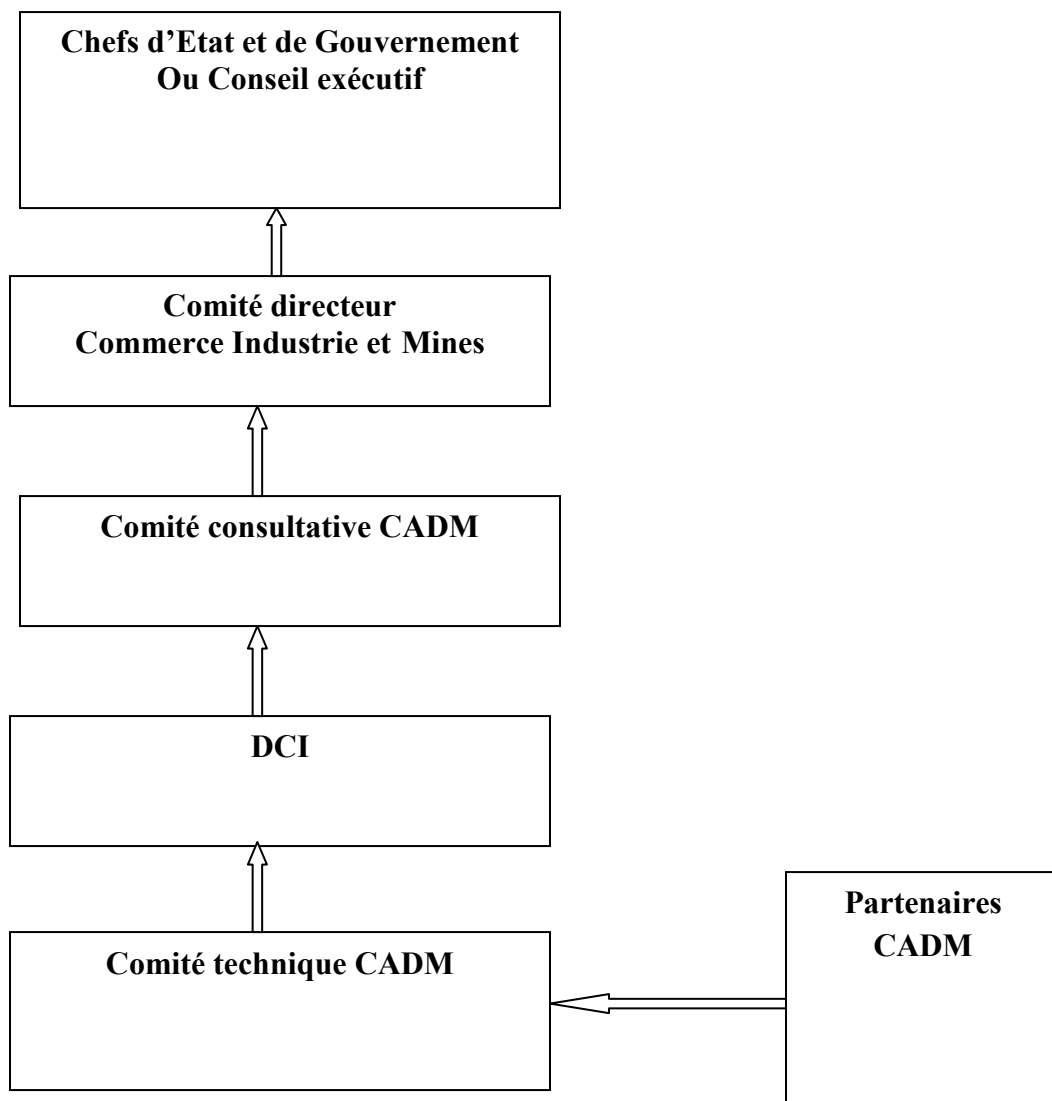 Chefs d’Etat et de Gouvernement
Ou Conseil exécutif
Comité directeur
Commerce Industrie et Mines
Comité consultative CADM
DCI
Comité technique CADM
Partenaires
CADM